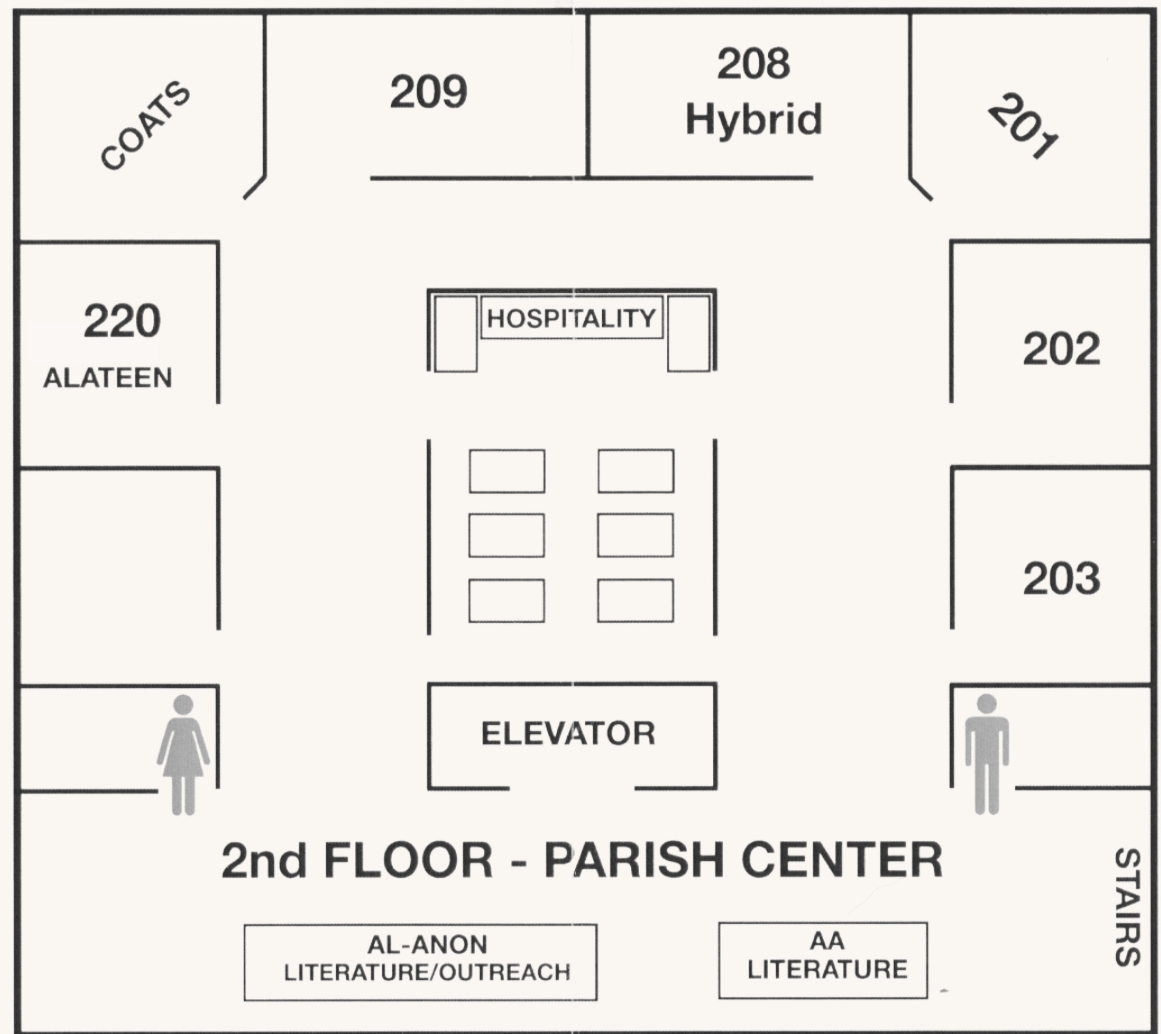 COATS
209
208
Hybrid
201
220
ALATEEN
HOSPITALITY
202
203
ELEVATOR
2nd FLOOR - PARISH CENTER
STAIRS
AL-ANON
LITERATURE/OUTREACH
AA
LITERATURE